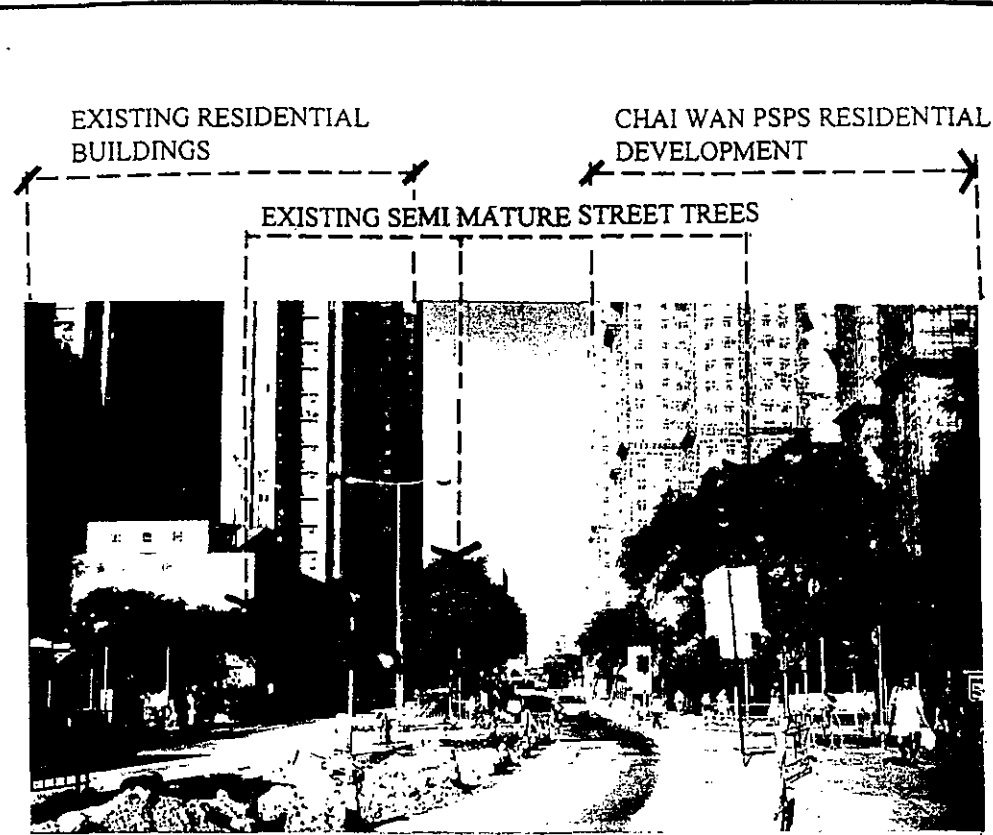 EXISTING RESIDENTIAL
BUILDINGS
CHAI WAN PSPS RESIDENTIAL
DEVELOPMENT
EXISTING SEMI MATURE STREET TREES